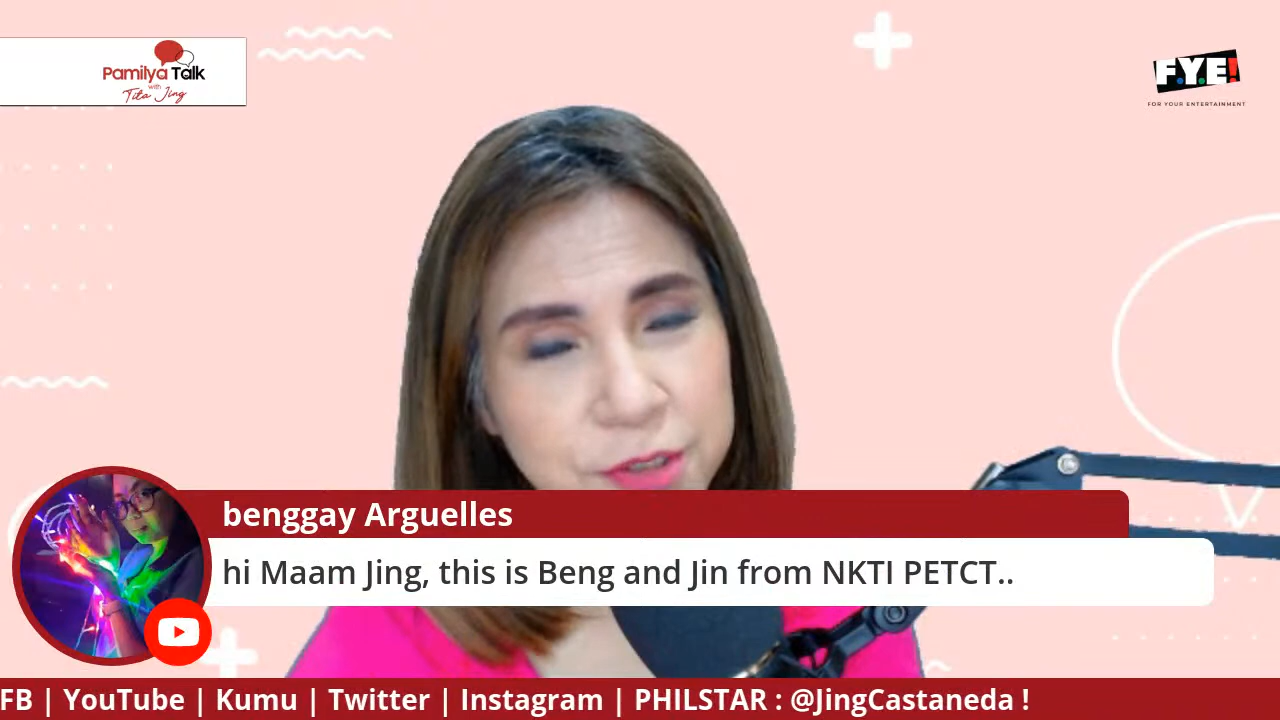 Pamilya Talk
with
Tita Jing
F.Y.E!
FOR YOUR ENTERTAINMENT
benggay Arguelles
hi Maam Jing, this is Beng and Jin from NKTI PETCT..
FB | YouTube | Kumu | Twitter | Instagram | PHILSTAR : @JingCastaneda !